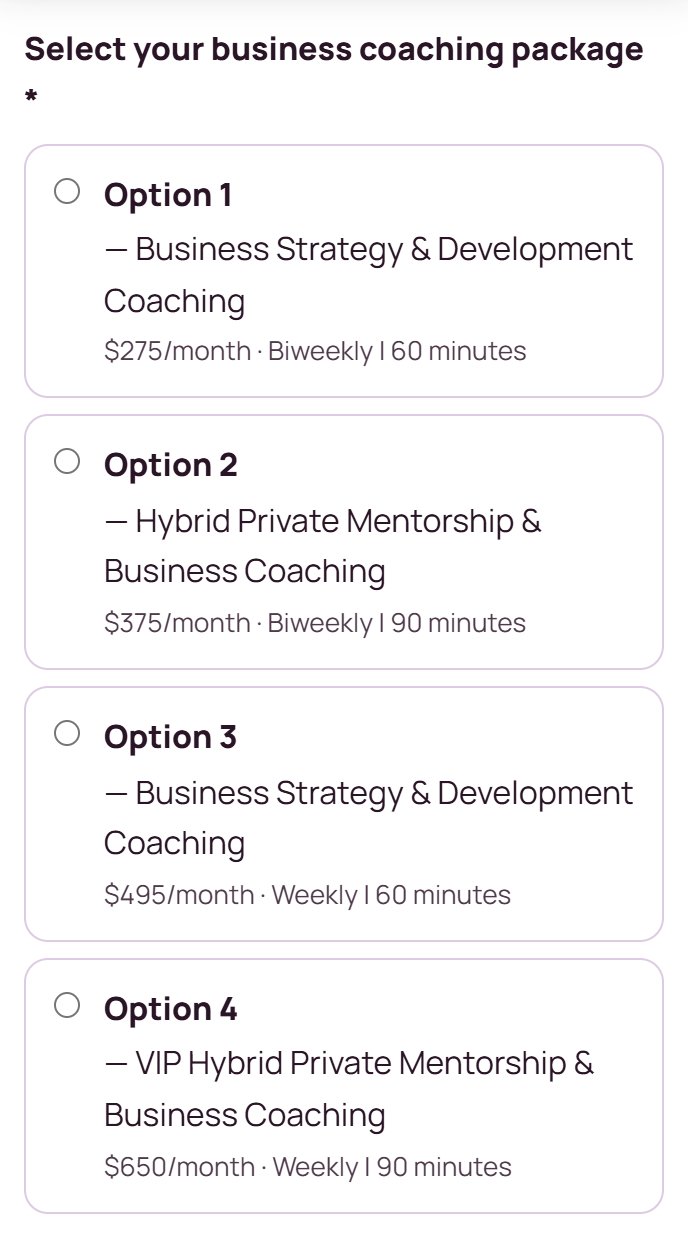 Select your business coaching package
*
Option 1
— Business Strategy & Development
Coaching
$275/month · Biweekly | 60 minutes
Option 2
— Hybrid Private Mentorship &
Business Coaching
$375/month · Biweekly | 90 minutes
Option 3
— Business Strategy & Development
Coaching
$495/month · Weekly | 60 minutes
Option 4
— VIP Hybrid Private Mentorship &
Business Coaching
$650/month · Weekly | 90 minutes